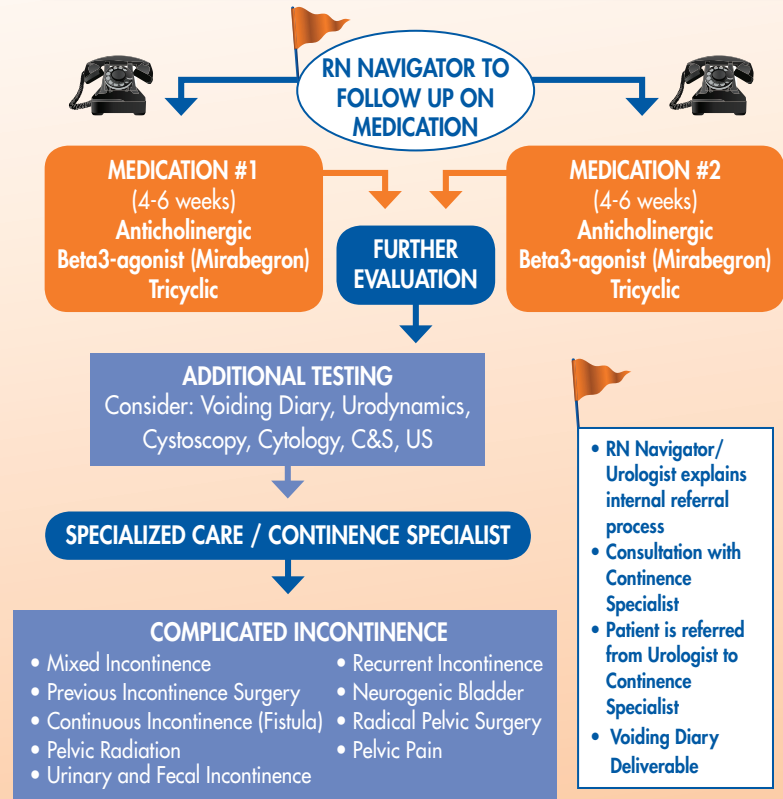 RN NAVIGATOR TO
FOLLOW UP ON
MEDICATION
MEDICATION #1
(4-6 weeks)
Anticholinergic
Beta3-agonist (Mirabegron)
Tricyclic
MEDICATION #2
(4-6 weeks)
Anticholinergic
Beta3-agonist (Mirabegron)
Tricyclic
FURTHER
EVALUATION
ADDITIONAL TESTING
Consider: Voiding Diary, Urodynamics,
Cystoscopy, Cytology, C&S, US
SPECIALIZED CARE / CONTINENCE SPECIALIST
COMPLICATED INCONTINENCE
• Mixed Incontinence
• Previous Incontinence Surgery
• Continuous Incontinence (Fistula)
• Pelvic Radiation
• Urinary and Fecal Incontinence
• Recurrent Incontinence
• Neurogenic Bladder
• Radical Pelvic Surgery
• Pelvic Pain
• RN Navigator/
Urologist explains
internal referral
process
• Consultation with
Continence
Specialist
• Patient is referred
from Urologist to
Continence
Specialist
• Voiding Diary
Deliverable